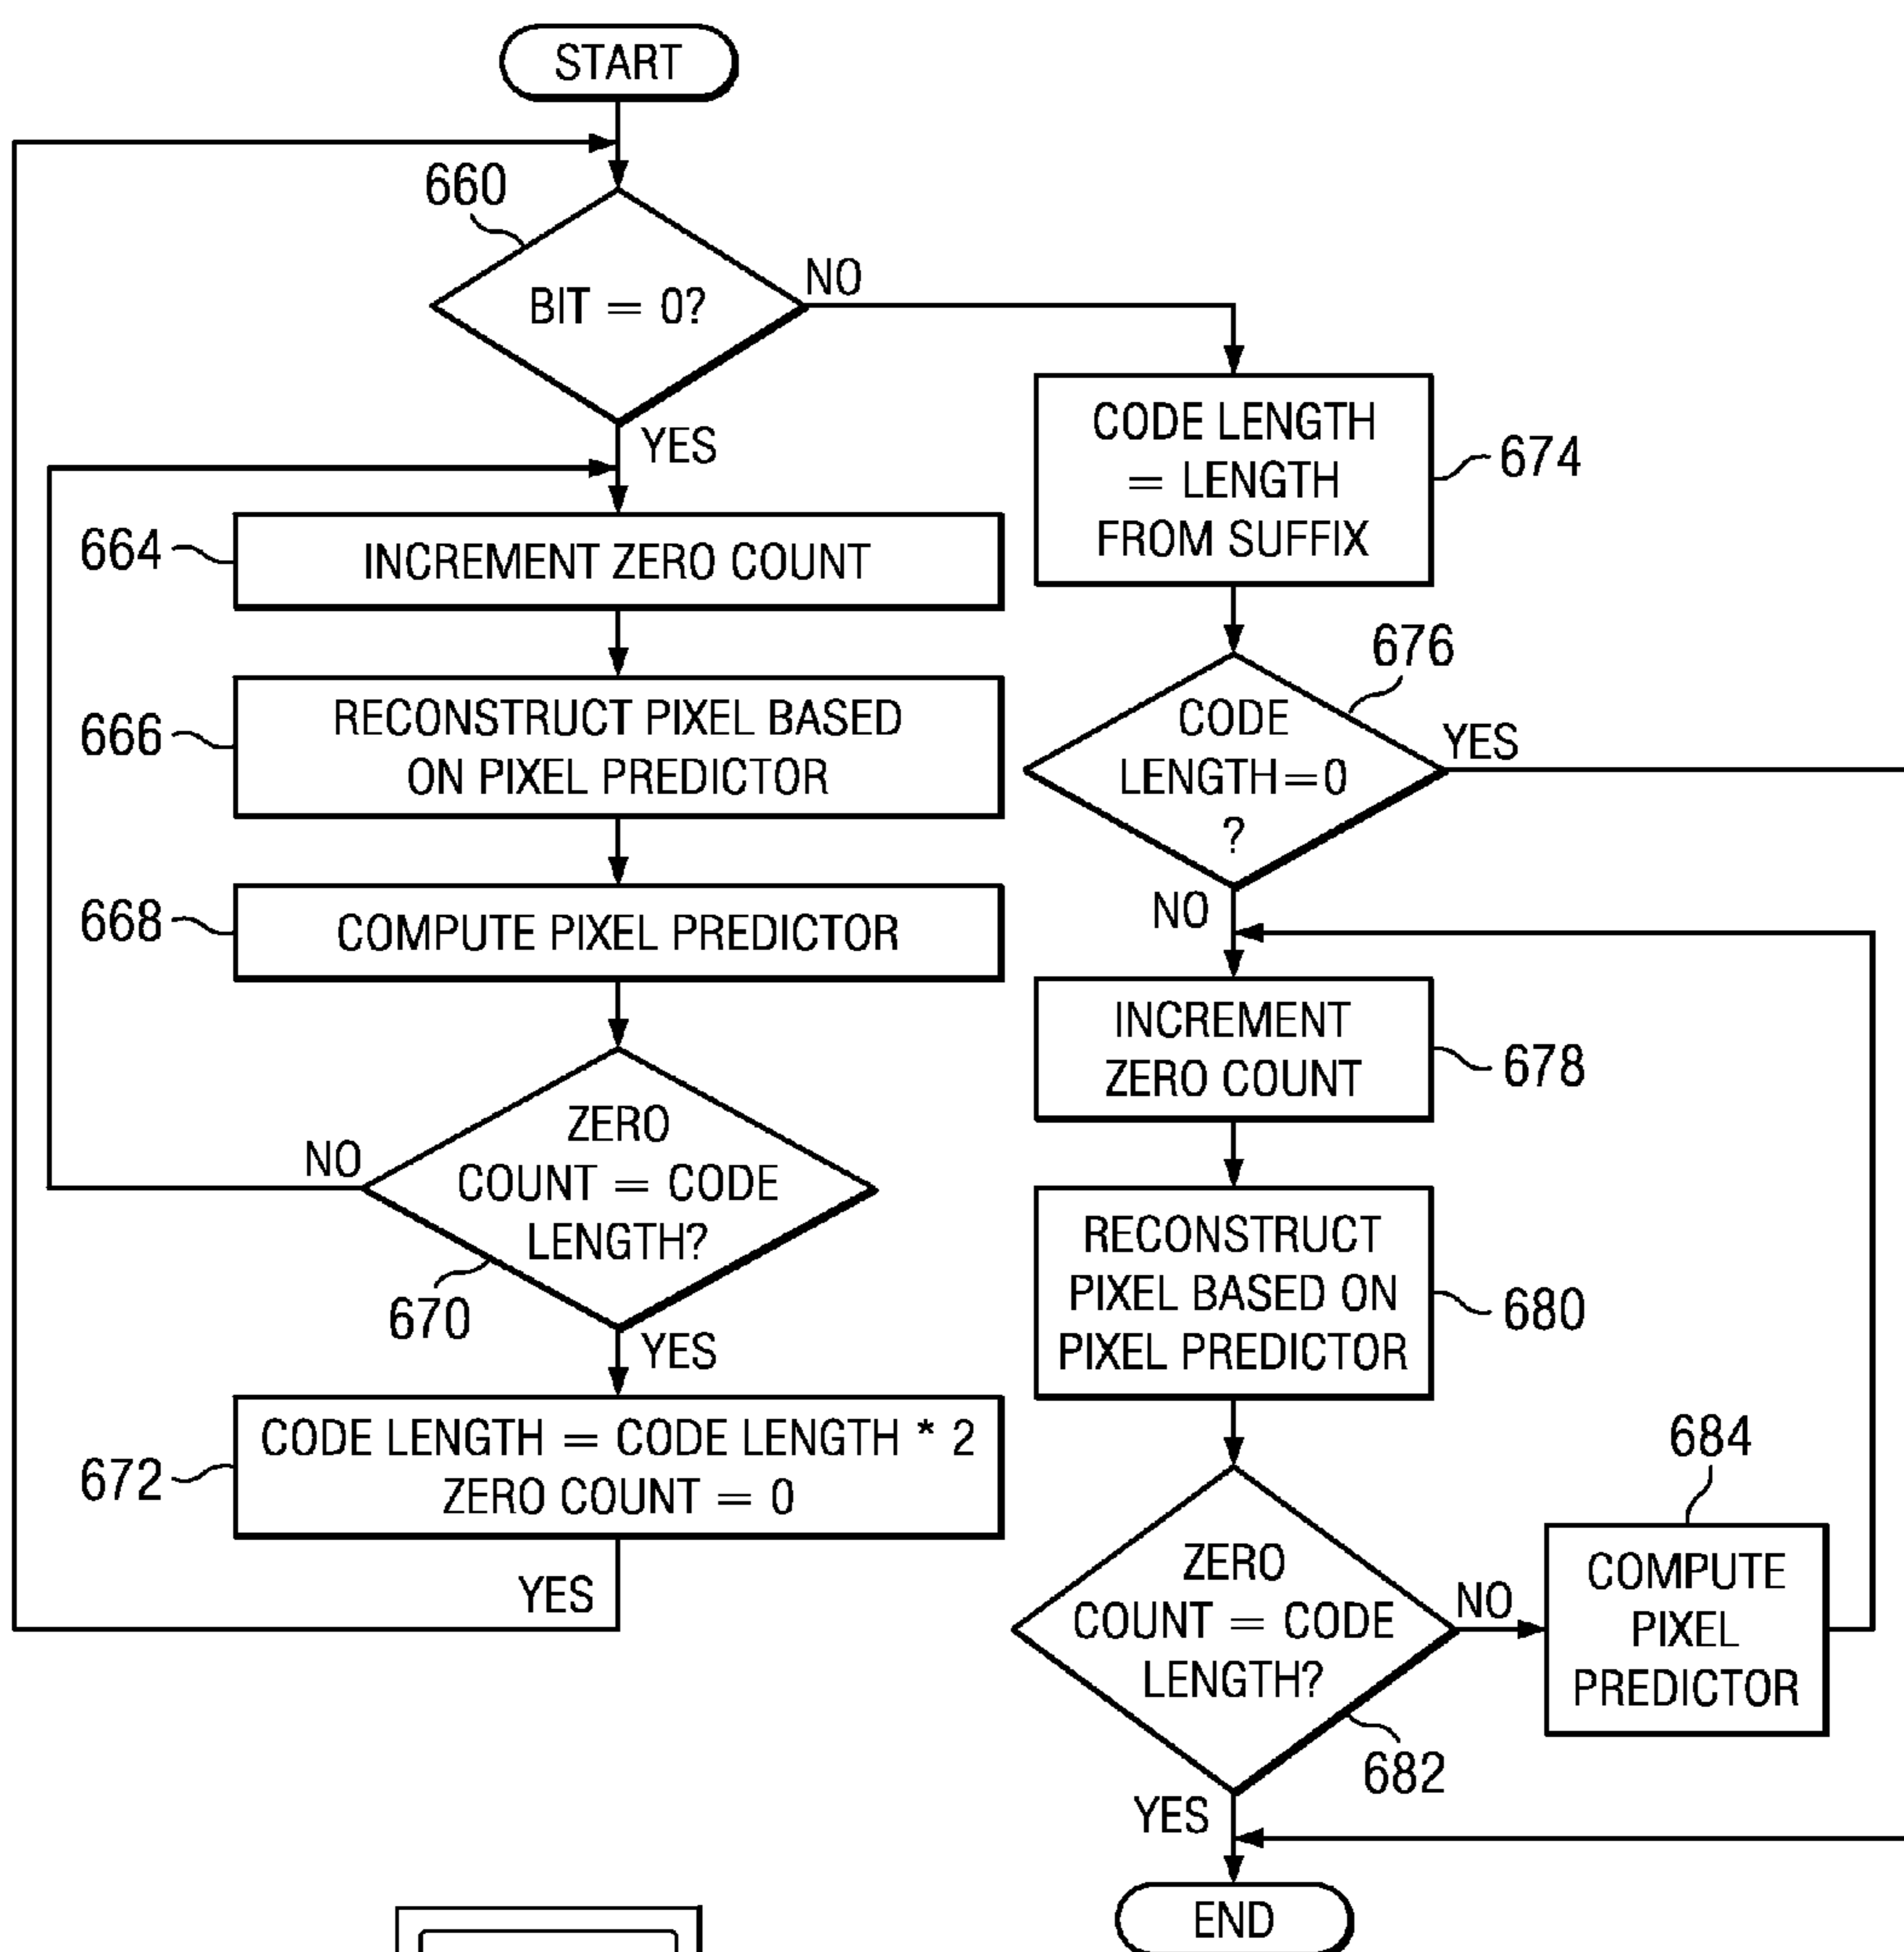 START
660
BIT = 0?
NO
YES
664
INCREMENT ZERO COUNT
666
RECONSTRUCT PIXEL BASED
ON PIXEL PREDICTOR
668
COMPUTE PIXEL PREDICTOR
ZERO
COUNT = CODE
LENGTH?
NO
670
YES
672
CODE LENGTH = CODE LENGTH * 2
ZERO COUNT = 0
YES
CODE LENGTH
= LENGTH
FROM SUFFIX
674
676
CODE
LENGTH=0
?
YES
NO
INCREMENT
ZERO COUNT
678
RECONSTRUCT
PIXEL BASED ON
PIXEL PREDICTOR
680
ZERO
COUNT = CODE
LENGTH?
NO
682
684
COMPUTE
PIXEL
PREDICTOR
YES
END